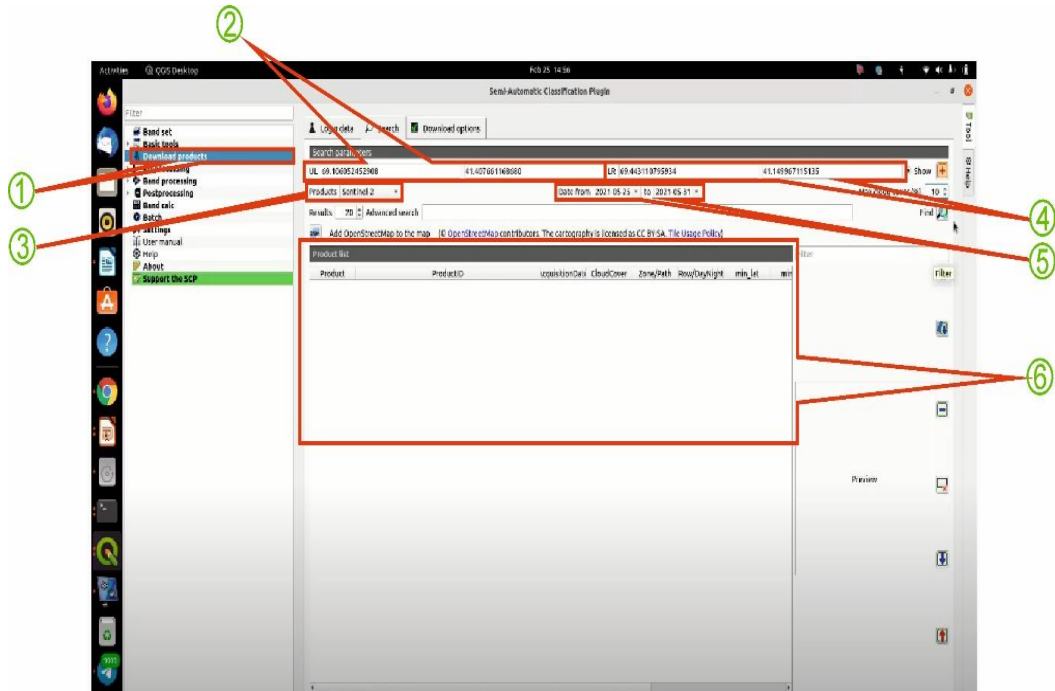 ②
Activities QGIS Desktop Feb 25 14:56
Semi-Automatic Classification Plugin
Filter
Login data Search Download options
Band set
Basic tools
Download products
Search parameters
UL 69.106052452908 41.407661168680 LR 69.443110795934 41.149967115135 Show
Band processing
Products Sentinel-2 Date from 2021-05-25 to 2021-05-31 10
Postprocessing
Band calc
Results 20 Advanced search Find
Batch
Settings
Add OpenStreetMap to the map (© OpenStreetMap contributors. The cartography is licensed as CC BY-SA. Tile Usage Policy)
User manual
Help
Product list
About
Product ProductID CloudCover Zone/Path Row/DayNight min_lat
Support the SCP
Filter
Preview
Tool
Help
①
③
④
⑤
⑥